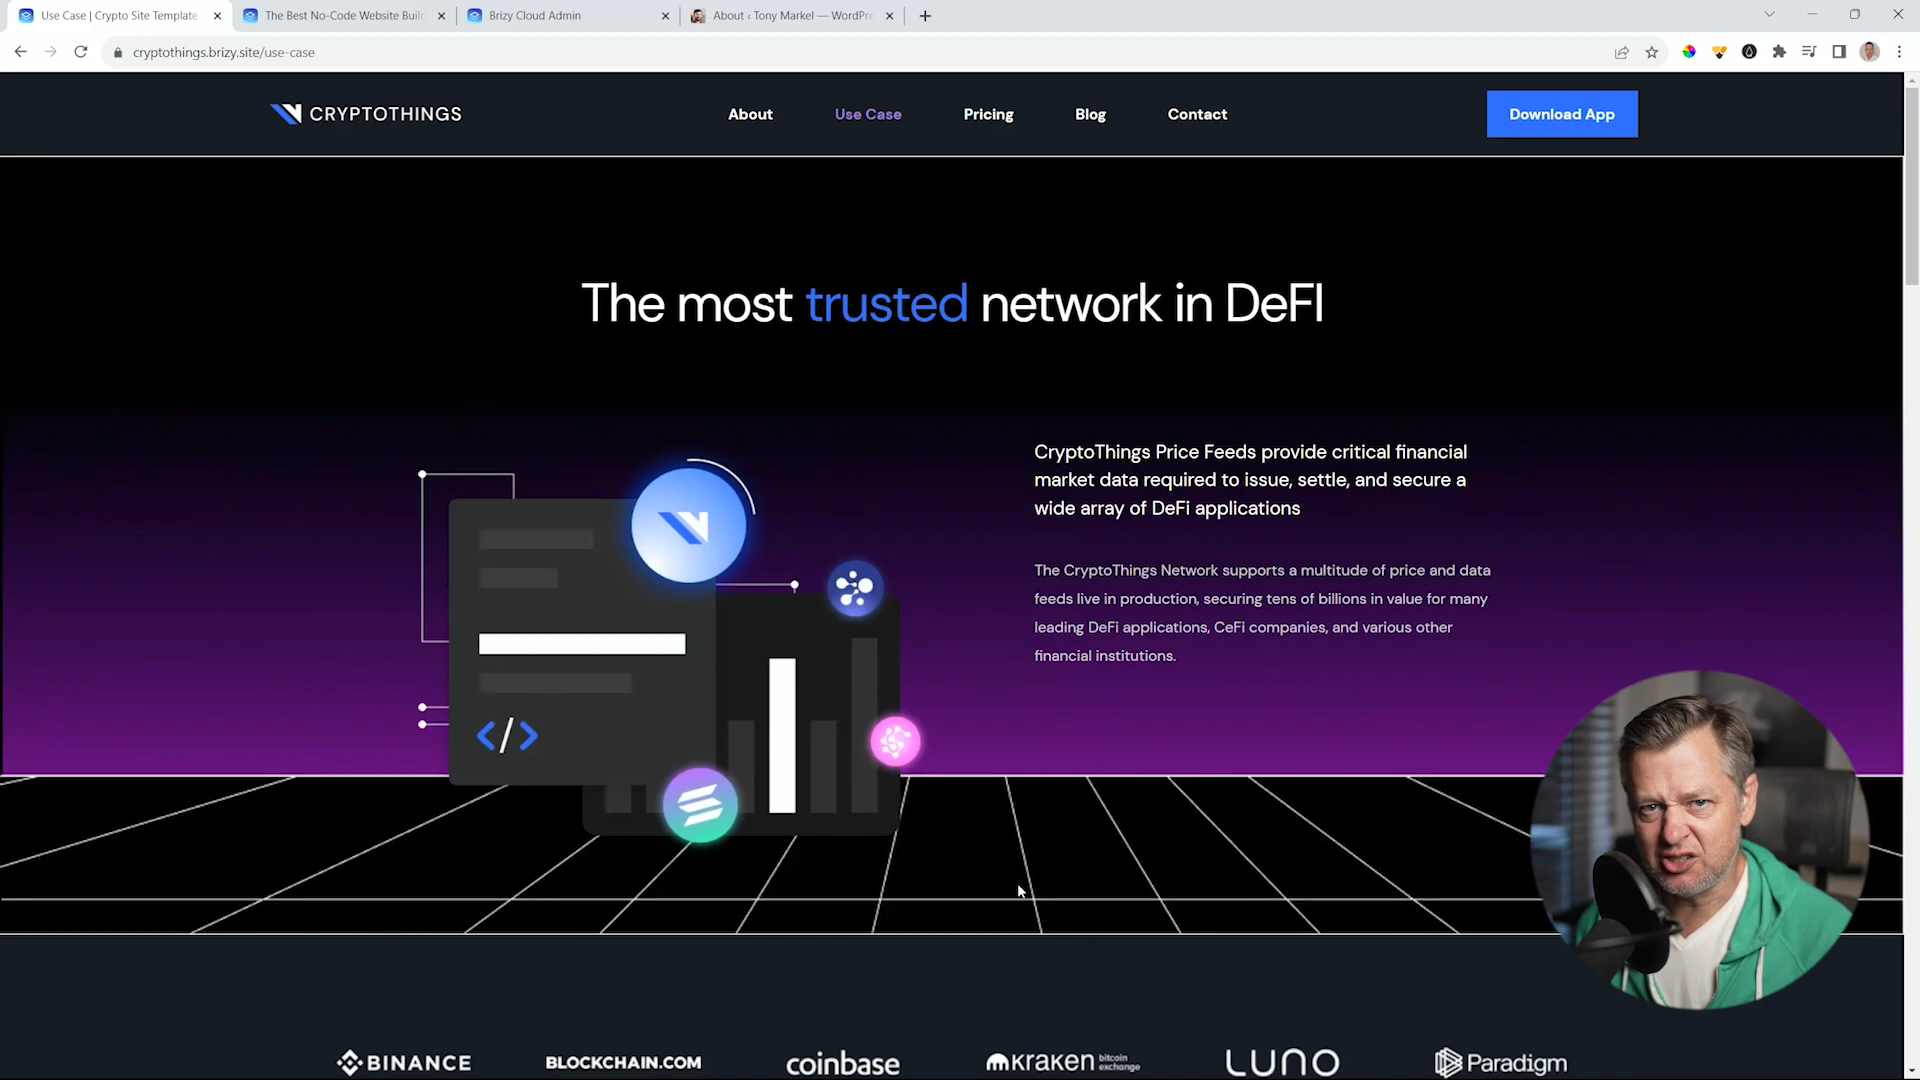 Use Case | Crypto Site Template
The Best No-Code Website Buil
Brizy Cloud Admin
About ‹ Tony Markel — WordPre
cryptothings.brizy.site/use-case
CRYPTOTHINGS
About
Use Case
Pricing
Blog
Contact
Download App
The most trusted network in DeFI
CryptoThings Price Feeds provide critical financial
market data required to issue, settle, and secure a
wide array of DeFi applications
The CryptoThings Network supports a multitude of price and data
feeds live in production, securing tens of billions in value for many
leading DeFi applications, CeFi companies, and various other
financial institutions.
</>
BINANCE
BLOCKCHAIN.COM
coinbase
kraken bitcoin exchange
LUNO
Paradigm